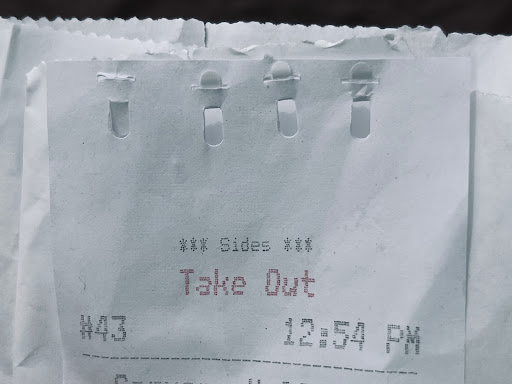 *** Sides ***
Take Out
#43 12:54 PM